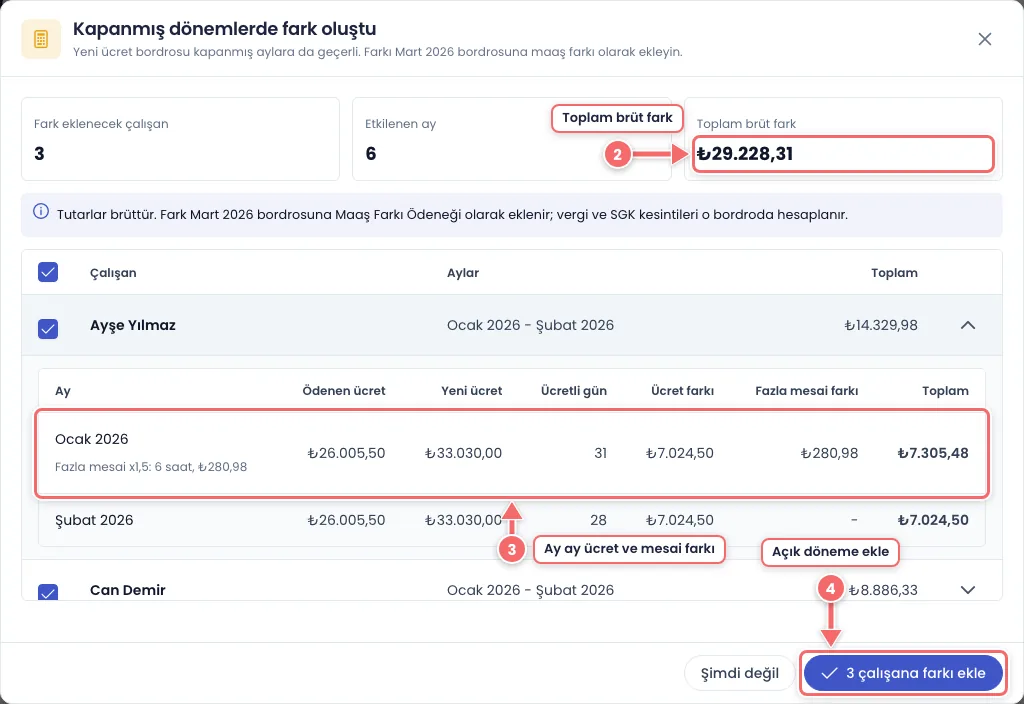 Kapanmış dönemlerde fark oluştu
Yeni ücret bordrosu kapanmış aylara da geçerli. Farkı Mart 2026 bordrosuna maaş farkı olarak ekleyin.
Fark eklenecek çalışan
3
Etkilenen ay
6
Toplam brüt fark
2
Toplam brüt fark
₺29.228,31
Tutarlar brüttür. Fark Mart 2026 bordrosuna Maaş Farkı Ödeneği olarak eklenir; vergi ve SGK kesintileri o bordroda hesaplanır.
Çalışan Aylar Toplam
Ayşe Yılmaz Ocak 2026 - Şubat 2026 ₺14.329,98
Ay Ödenen ücret Yeni ücret Ücretli gün Ücret farkı Fazla mesai farkı Toplam
Ocak 2026 ₺26.005,50 ₺33.030,00 31 ₺7.024,50 ₺280,98 ₺7.305,48
Fazla mesai x1,5: 6 saat, ₺280,98
Şubat 2026 ₺26.005,50 ₺33.030,00 28 ₺7.024,50 - ₺7.024,50
3 Ay ay ücret ve mesai farkı
Açık döneme ekle
4
Can Demir Ocak 2026 - Şubat 2026 ₺8.886,33
Şimdi değil 3 çalışana farkı ekle